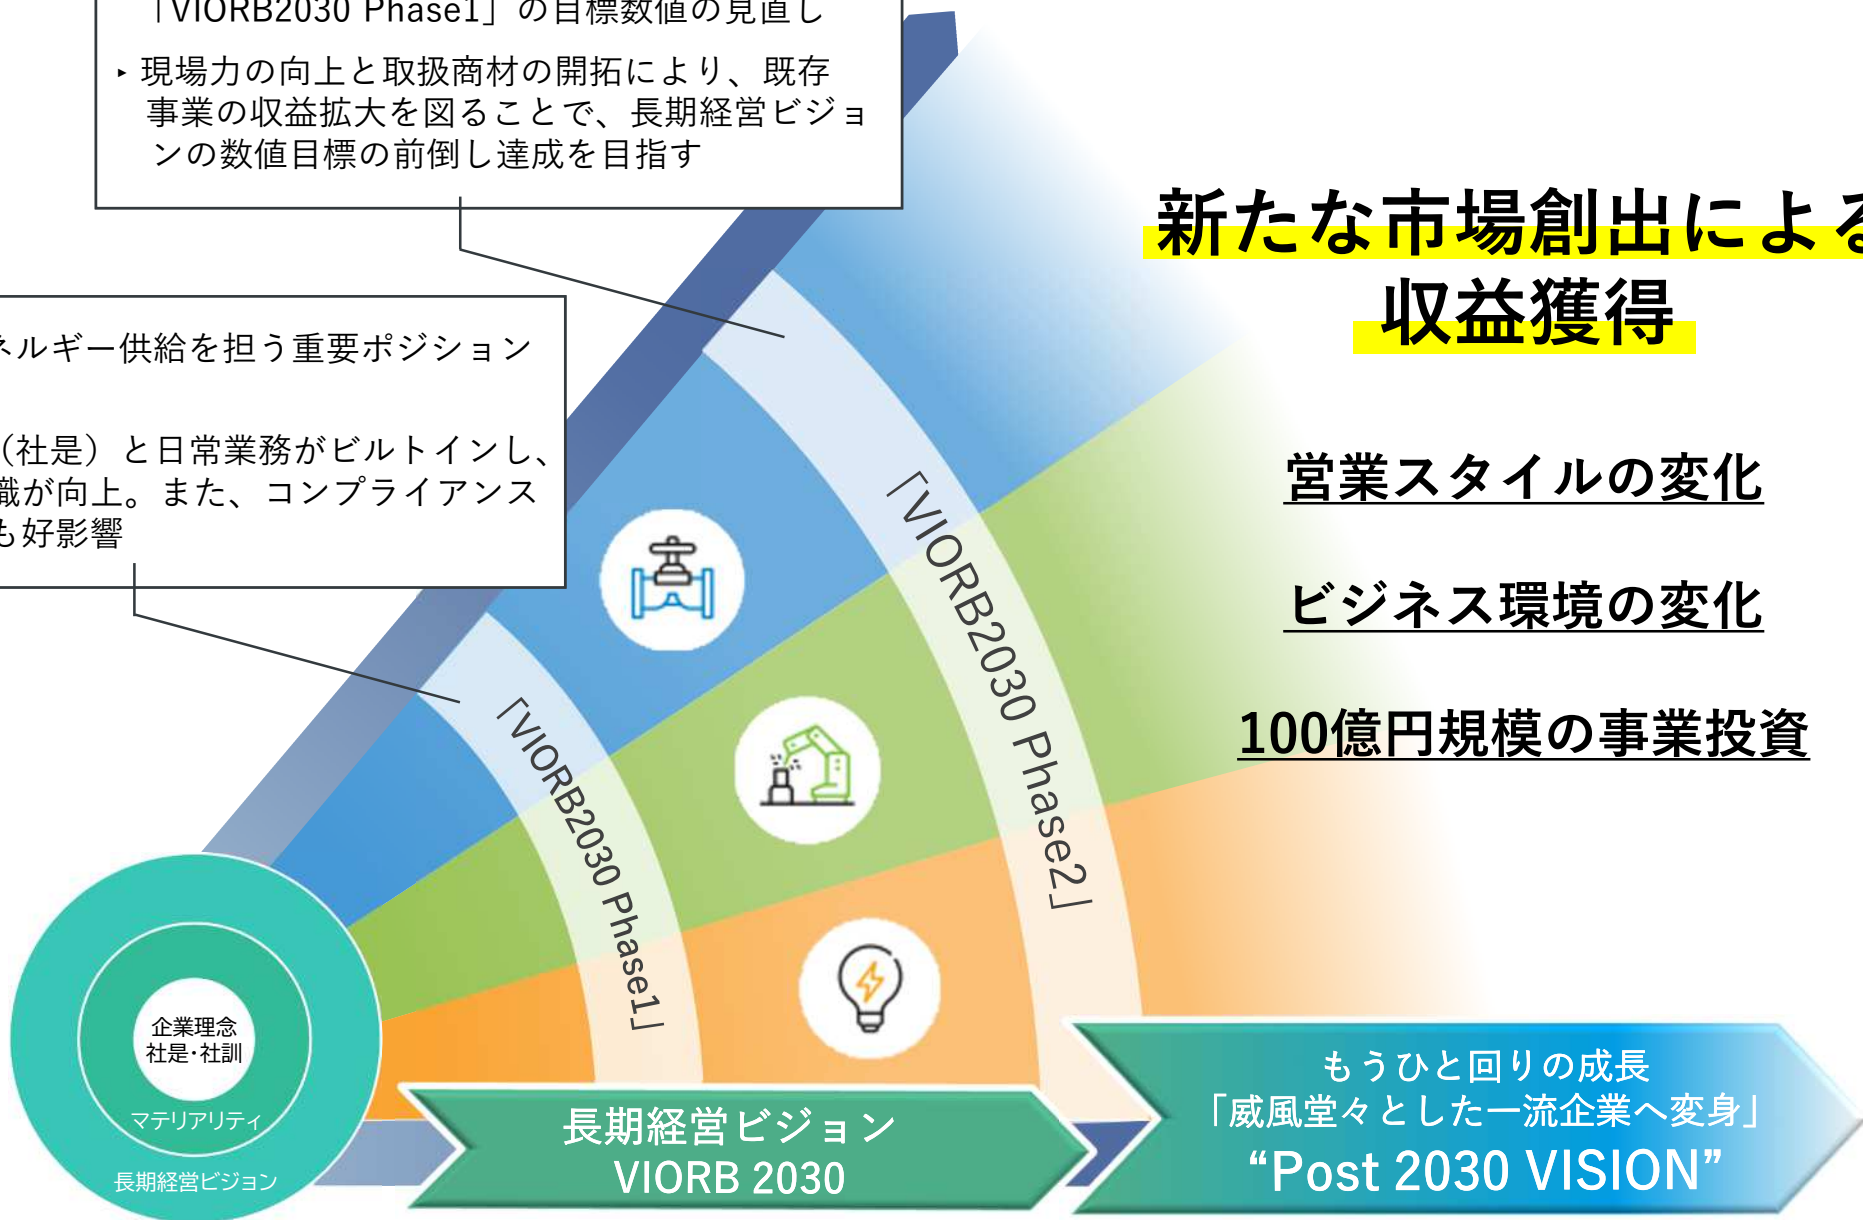 「VIORB2030 Phase1」の目標数値の見直し
‣ 現場力の向上と取扱商材の開拓により、既存
事業の収益拡大を図ることで、長期経営ビジョ
ンの数値目標の前倒し達成を目指す
ネルギー供給を担う重要ポジション
（社是）と日常業務がビルトインし、
識が向上。また、コンプライアンス
も好影響
新たな市場創出による
収益獲得
営業スタイルの変化
ビジネス環境の変化
100億円規模の事業投資
「VIORB2030 Phase1」
「VIORB2030 Phase2」
企業理念
社是・社訓
マテリアリティ
長期経営ビジョン
長期経営ビジョン
VIORB 2030
もうひと回りの成長
「威風堂々とした一流企業へ変身」
“Post 2030 VISION”